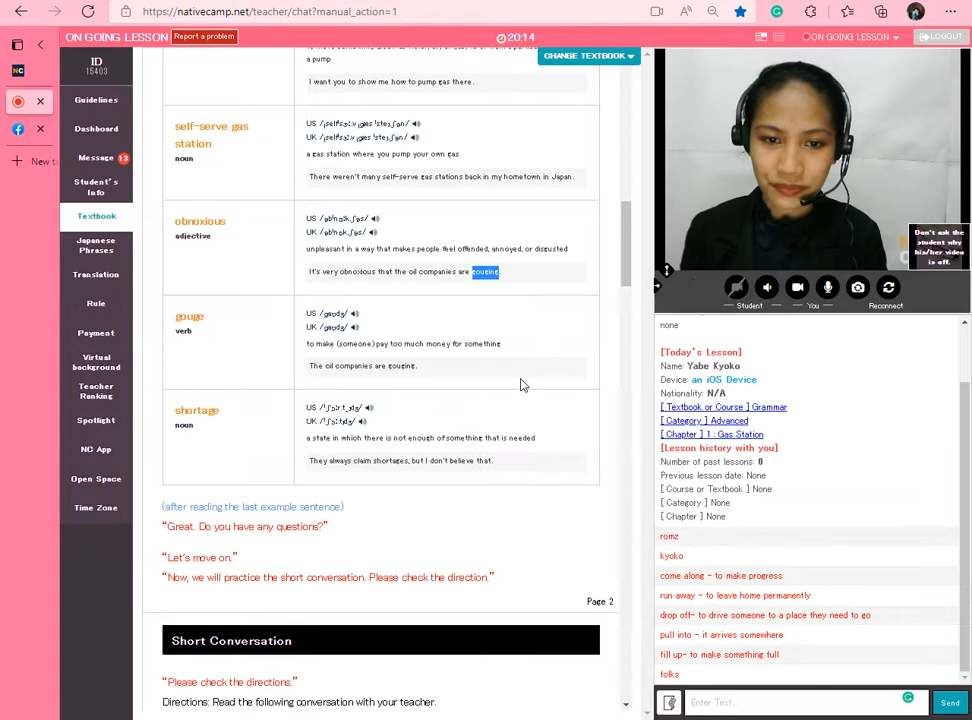 https://nativecamp.net/teacher/chat?manual_action=1
ON GOING LESSON
Report a problem
20:14
ON GOING LESSON
LOGOUT
ID
15403
Guidelines
Dashboard
Message 13
Student's
Info
Textbook
Japanese
Phrases
Translation
Rule
Payment
Virtual
background
Teacher
Ranking
Spotlight
NC App
Open Space
Time Zone
NC
New t
CHANGE TEXTBOOK
a pump
I want you to show me how to pump gas there.
self-serve gas
station
noun
US
UK
a gas station where you pump your own gas
There weren't many self-serve gas stations back in my hometown in Japan.
obnoxious
adjective
US
UK
unpleasant in a way that makes people feel offended, annoyed, or disgusted
It's very obnoxious that the oil companies are gouging.
gouge
verb
US /gaʊdʒ/
UK /gaʊdʒ/
to make (someone) pay too much money for something
The oil companies are gouging.
shortage
noun
US
UK
a state in which there is not enough of something that is needed
They always claim shortages, but I don't believe that.
(after reading the last example sentence)
“Great. Do you have any questions?”
“Let's move on.”
“Now, we will practice the short conversation. Please check the direction.”
Page 2
Short Conversation
“Please check the directions.”
Directions: Read the following conversation with your teacher.
Don't ask the
student why
his/her video
is off.
Student
You
Reconnect
none
[Today's Lesson]
Name: Yabe Kyoko
Device: an iOS Device
Nationality: N/A
[ Textbook or Course ] Grammar
[ Category ] Advanced
[ Chapter ] 1 : Gas Station
[Lesson history with you]
Number of past lessons: 0
Previous lesson date: None
[ Course or Textbook ] None
[ Category ] None
[ Chapter ] None
romz
kyoko
come along - to make progress
run away - to leave home permanently
drop off- to drive someone to a place they need to go
pull into - it arrives somewhere
fill up- to make something full
folks
Enter Text...
Send